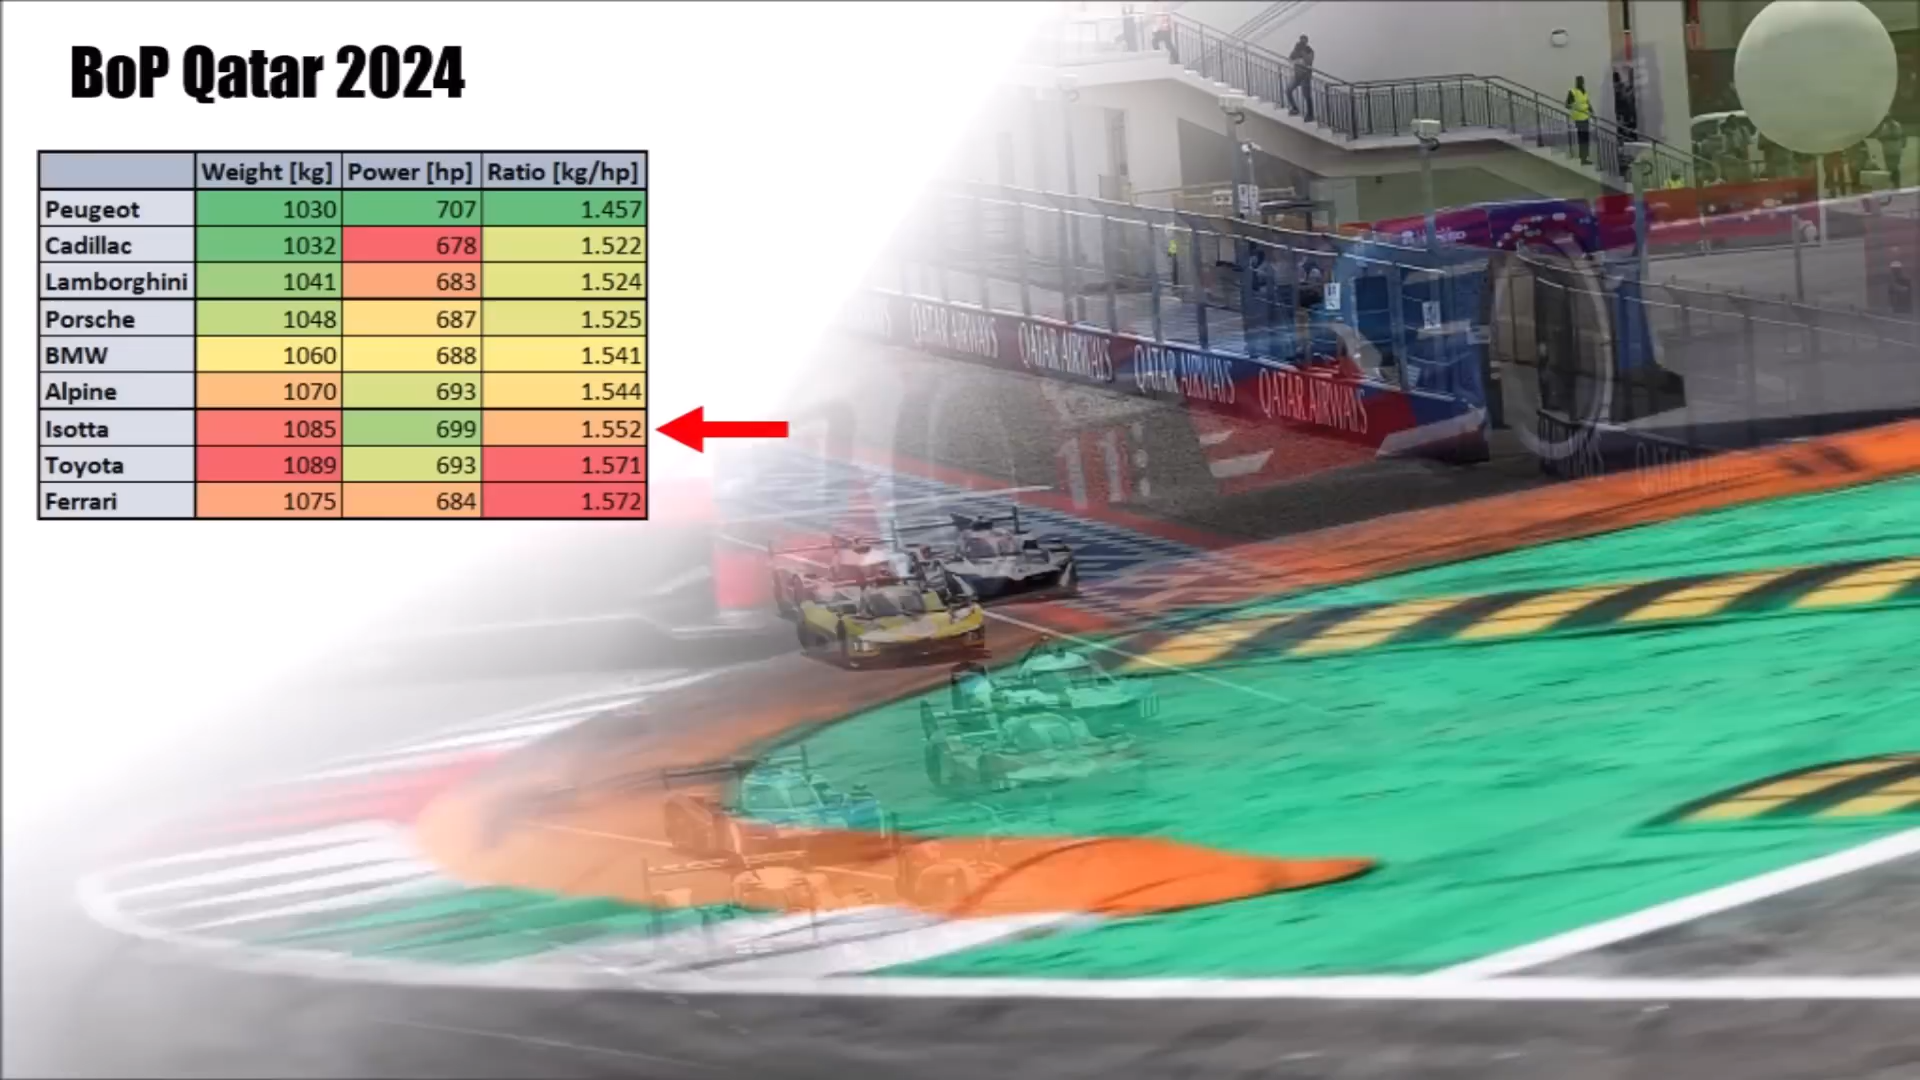 BoP Qatar 2024
Weight [kg] Power [hp] Ratio [kg/hp]
Peugeot 1030 707 1.457
Cadillac 1032 678 1.522
Lamborghini 1041 683 1.524
Porsche 1048 687 1.525
BMW 1060 688 1.541
Alpine 1070 693 1.544
Isotta 1085 699 1.552
Toyota 1089 693 1.571
Ferrari 1075 684 1.572
QATAR AIRWAYS QATAR AIRWAYS QATAR AIRWAYS QATAR AIRWAYS
11: